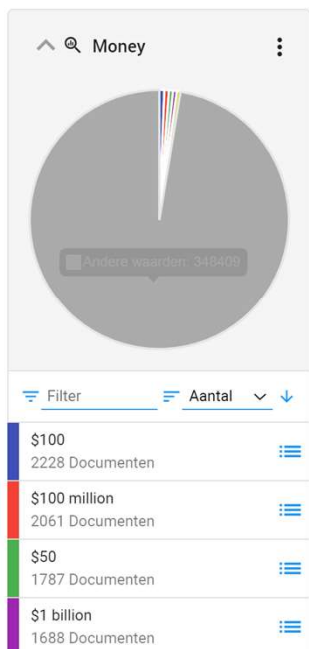 Money
Andere waarden: 348409
Filter
Aantal
$100
2228 Documenten
$100 million
2061 Documenten
$50
1787 Documenten
$1 billion
1688 Documenten